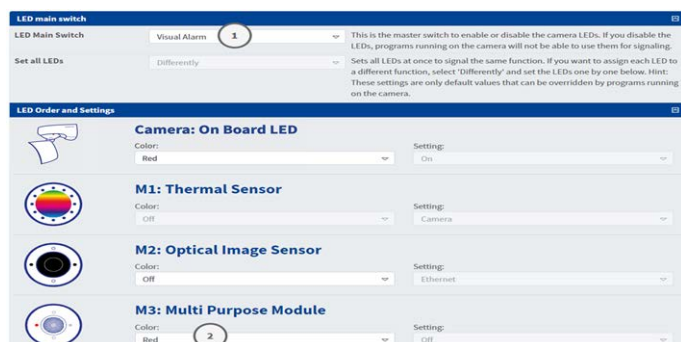 LED main switch
LED Main Switch
Visual Alarm
1
This is the master switch to enable or disable the camera LEDs. If you disable the
LEDs, programs running on the camera will not be able to use them for signaling.
Set all LEDs
Differently
Sets all LEDs at once to signal the same function. If you want to assign each LED to
a different function, select 'Differently' and set the LEDs one by one below. Hint:
These settings are only default values that can be overridden by programs running
on the camera.
LED Order and Settings
Camera: On Board LED
Color:
Setting:
Red
On
M1: Thermal Sensor
Color:
Setting:
Off
Camera
M2: Optical Image Sensor
Color:
Setting:
Off
Ethernet
M3: Multi Purpose Module
Color:
Setting:
Red
2
Off